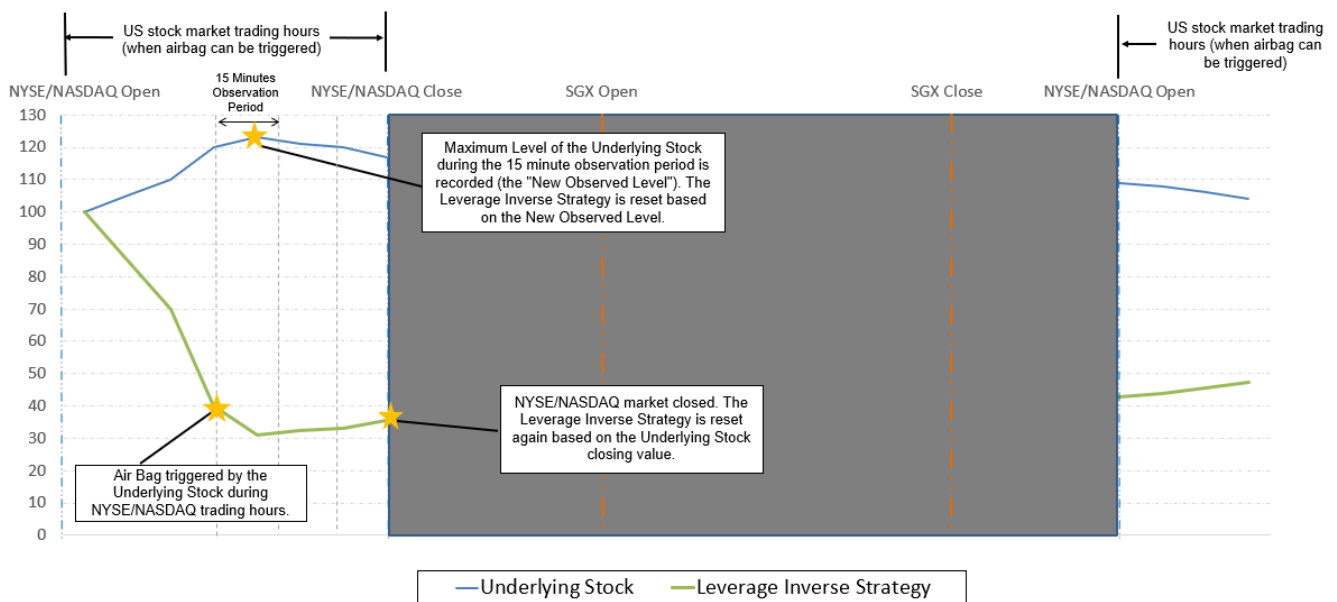 US stock market trading hours
(when airbag can be triggered)
US stock market trading
hours (when airbag can
be triggered)
15 Minutes
Observation
Period
NYSE/NASDAQ Open
NYSE/NASDAQ Close
SGX Open
SGX Close
NYSE/NASDAQ Open
130
120
110
100
90
80
70
60
50
40
30
20
10
0
Maximum Level of the Underlying Stock
during the 15 minute observation period is
recorded (the "New Observed Level"). The
Leverage Inverse Strategy is reset based
on the New Observed Level.
NYSE/NASDAQ market closed. The
Leverage Inverse Strategy is reset
again based on the Underlying Stock
closing value.
Air Bag triggered by the
Underlying Stock during
NYSE/NASDAQ trading hours.
Underlying Stock
Leverage Inverse Strategy